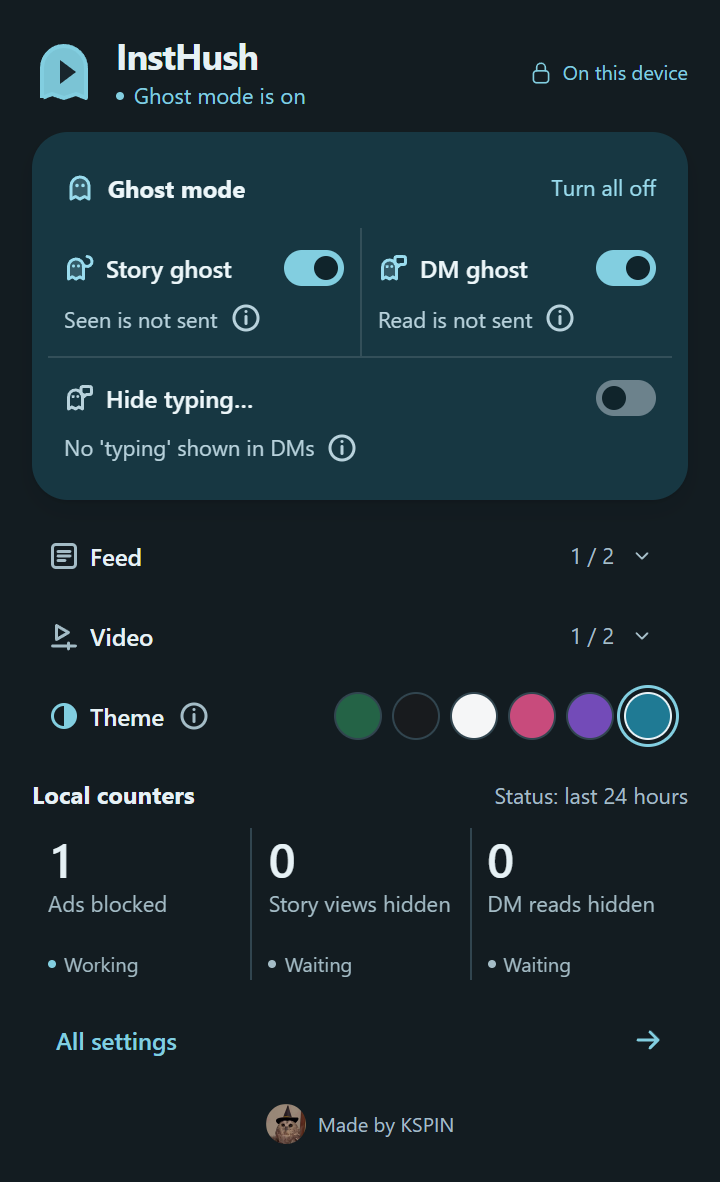 InstHush
Ghost mode is on
On this device
Ghost mode
Turn all off
Story ghost
Seen is not sent
DM ghost
Read is not sent
Hide typing...
No 'typing' shown in DMs
Feed
1 / 2
Video
1 / 2
Theme
Local counters
Status: last 24 hours
1
Ads blocked
Working
0
Story views hidden
Waiting
0
DM reads hidden
Waiting
All settings
Made by KSPIN